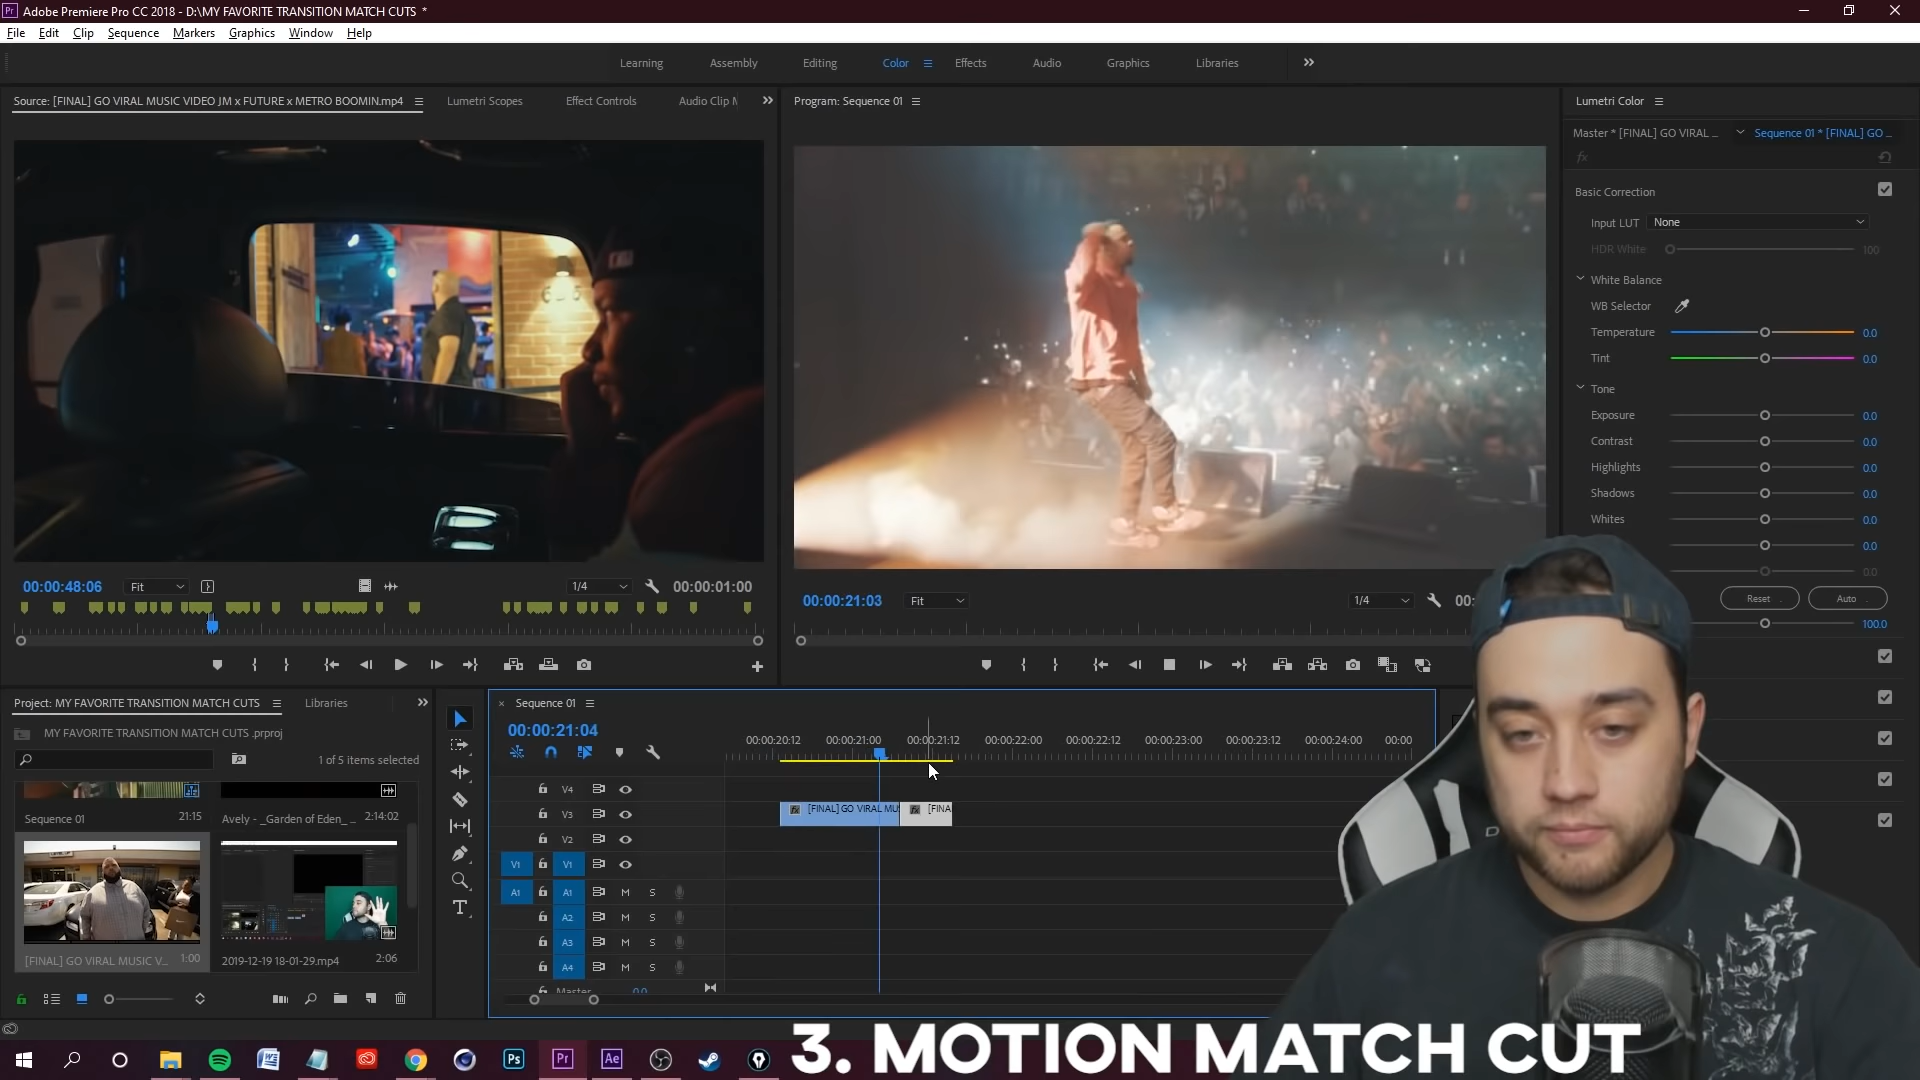 Pr Adobe Premiere Pro CC 2018 - D:\MY FAVORITE TRANSITION MATCH CUTS *
File Edit Clip Sequence Markers Graphics Window Help
Learning Assembly Editing Color Effects Audio Graphics Libraries
Source: [FINAL] GO VIRAL MUSIC VIDEO JM x FUTURE x METRO BOOMIN.mp4 Lumetri Scopes Effect Controls Audio Clip M
Program: Sequence 01
Lumetri Color
Master * [FINAL] GO VIRAL ... Sequence 01 * [FINAL] GO ...
fx
Basic Correction
Input LUT None
HDR White 100
White Balance
WB Selector
Temperature 0.0
Tint 0.0
Tone
Exposure 0.0
Contrast 0.0
Highlights 0.0
Shadows 0.0
Whites 0.0
0.0
0.0
Reset Auto
100.0
00:00:48:06 Fit 1/4 00:00:01:00
00:00:21:03 Fit 1/4 00:
Project: MY FAVORITE TRANSITION MATCH CUTS Libraries
MY FAVORITE TRANSITION MATCH CUTS .prproj
1 of 5 items selected
Sequence 01 21:15
Avely - _Garden of Eden_ ... 2:14:02
[FINAL] GO VIRAL MUSIC V... 1:00
2019-12-19 18-01-29.mp4 2:06
× Sequence 01
00:00:21:04
00:00:20:12 00:00:21:00 00:00:21:12 00:00:22:00 00:00:22:12 00:00:23:00 00:00:23:12 00:00:24:00 00:00
V4
V3 fx [FINAL] GO VIRAL MU fx [FINA
V2
V1 V1
A1 A1 M S
A2 M S
A3 M S
A4 M S
Master 0.0
T
W Ps Pr Ae
3. MOTION MATCH CUT